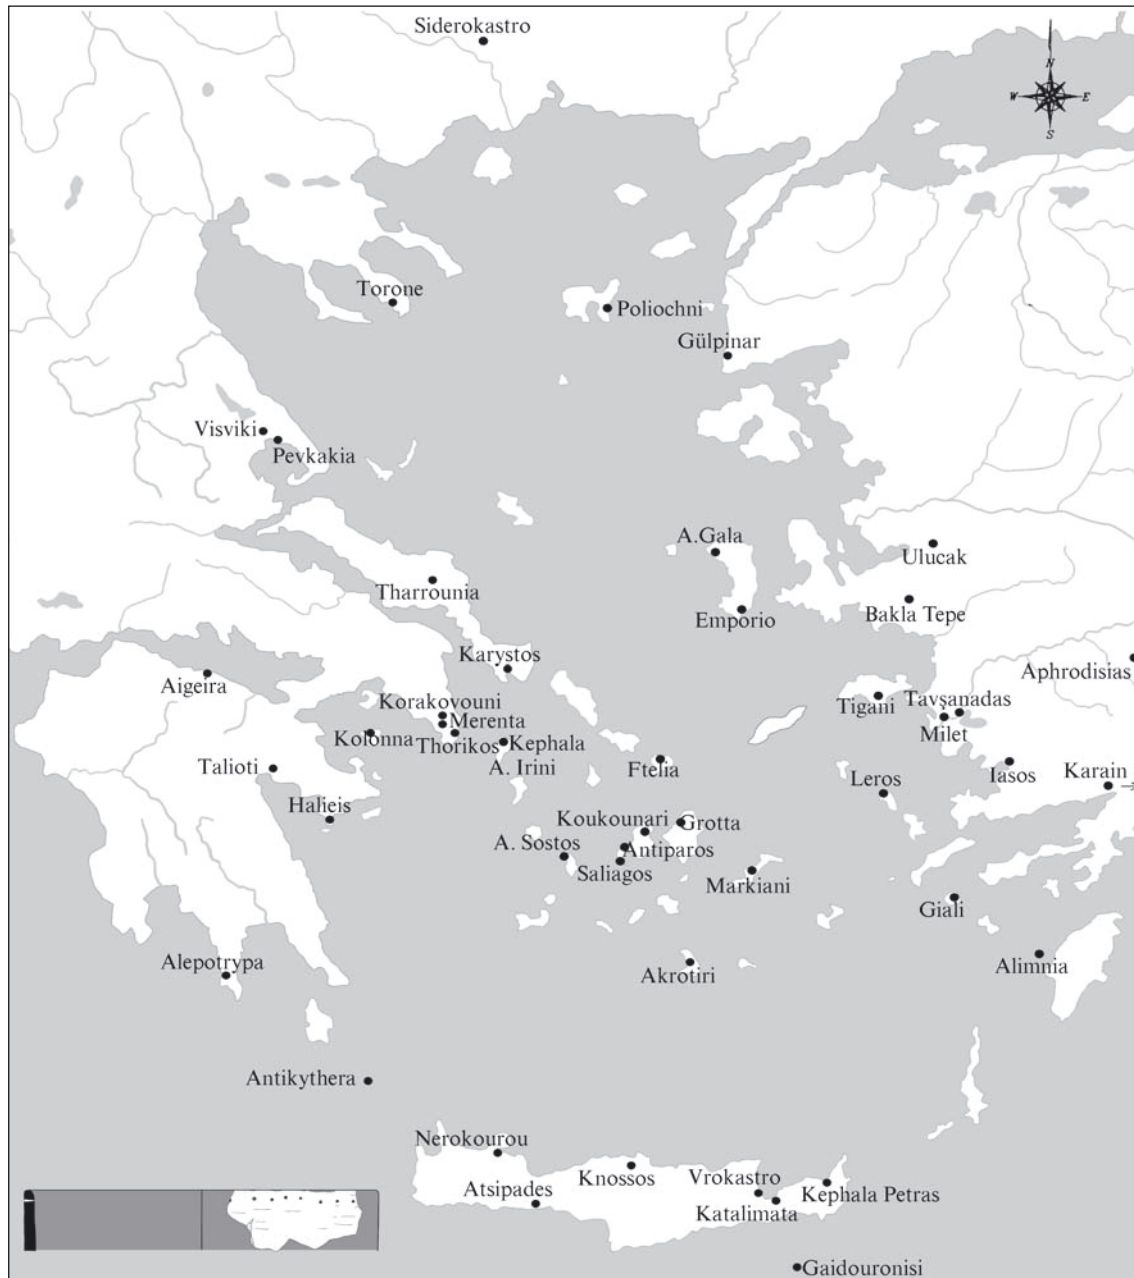 Siderokastro
N
W E
S
Torone
Poliochni
Gülpinar
Visviki
Pevkakia
A.Gala
Ulucak
Tharrounia
Bakla Tepe
Emporio
Karystos
Aphrodisias
Aigeira
Korakovouni
Tigani
Tavşanadas
Merenta
Milet
Kolonna
Thorikos
Kephala
A. Irini
Ftelia
Talioti
Leros
Iasos
Karain
Halieis
Koukounari
Grotta
A. Sostos
Antiparos
Saliagos
Markiani
Giali
Alepotrypa
Akrotiri
Alimnia
Antikythera
Nerokourou
Knossos
Vrokastro
Atsipades
Kephala Petras
Katalimata
Gaidouronisi